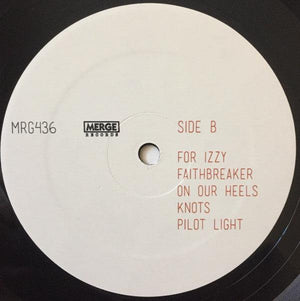 MRG436
MERGE
RECORDS
SIDE B
FOR IZZY
FAITHBREAKER
ON OUR HEELS
KNOTS
PILOT LIGHT